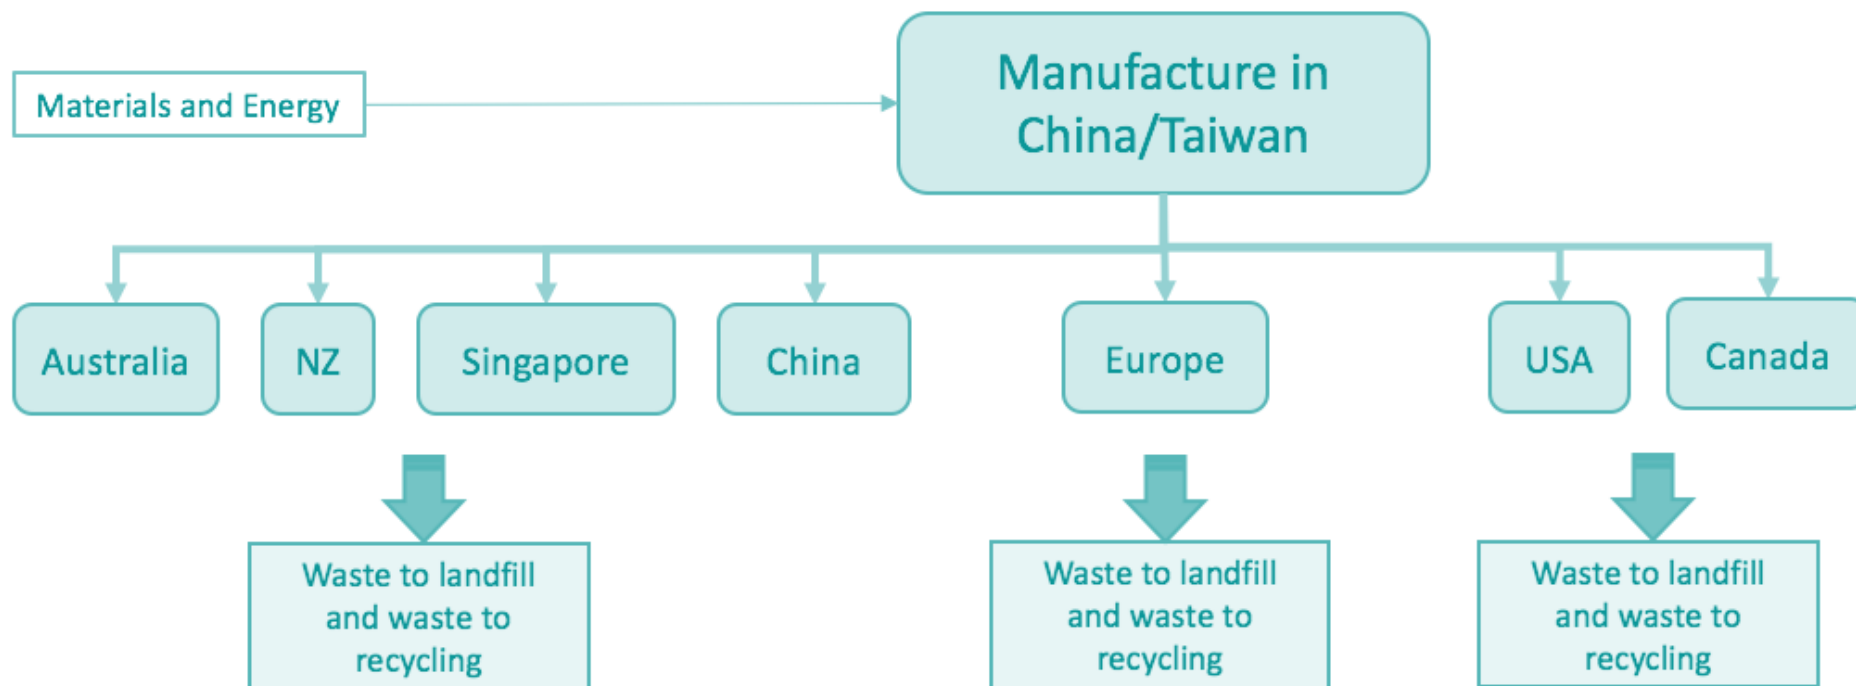 Materials and Energy
Manufacture in
China/Taiwan
Australia
NZ
Singapore
China
Europe
USA
Canada
Waste to landfill
and waste to
recycling
Waste to landfill
and waste to
recycling
Waste to landfill
and waste to
recycling